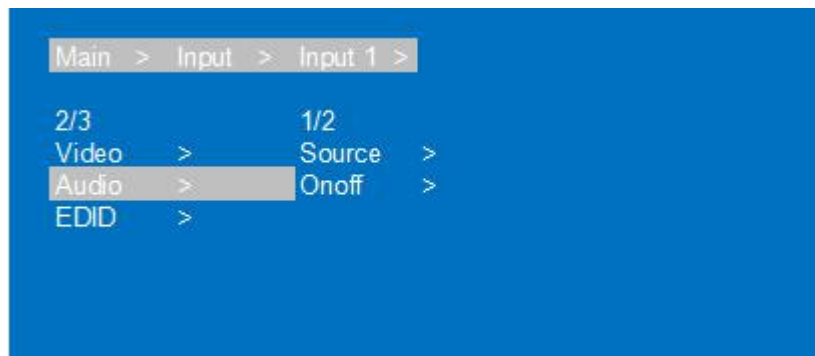 Main > Input > Input 1 >
2/3 1/2
Video > Source >
Audio > Onoff >
EDID >